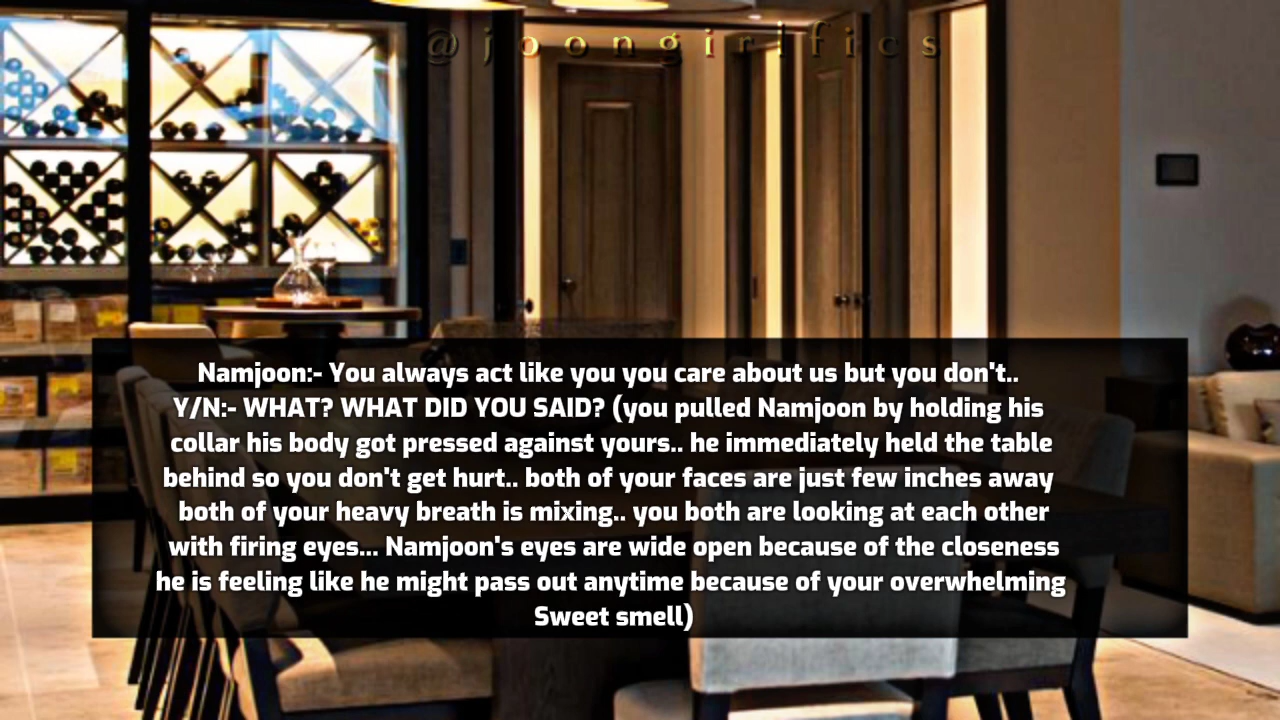 @joongirlfics
Namjoon:- You always act like you you care about us but you don't..
Y/N:- WHAT? WHAT DID YOU SAID? (you pulled Namjoon by holding his
collar his body got pressed against yours.. he immediately held the table
behind so you don't get hurt.. both of your faces are just few inches away
both of your heavy breath is mixing.. you both are looking at each other
with firing eyes... Namjoon's eyes are wide open because of the closeness
he is feeling like he might pass out anytime because of your overwhelming
Sweet smell)